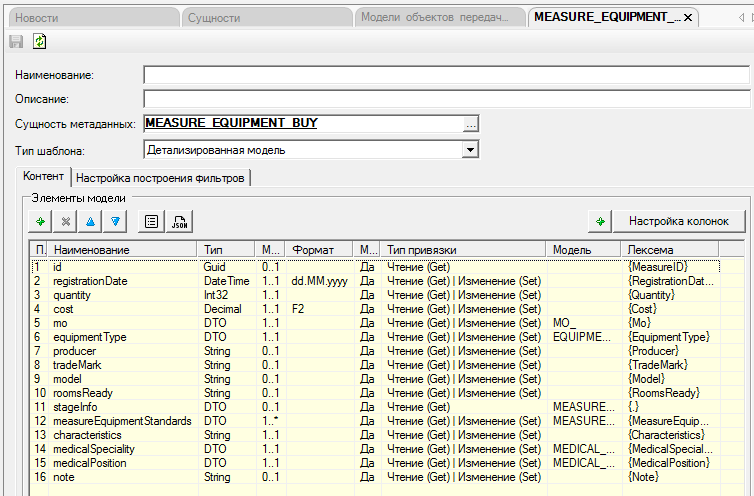 Новости Сущности Модели объектов передач... MEASURE_EQUIPMENT_...
Наименование:
Описание:
Сущность метаданных: MEASURE_EQUIPMENT_BUY ...
Тип шаблона: Детализированная модель
Контент Настройка построения фильтров
Элементы модели
JSON Настройка колонок
П. Наименование Тип М... Формат М... Тип привязки Модель Лексема
1 id Guid 0..1 Да Чтение (Get) {MeasureID}
2 registrationDate DateTime 1..1 dd.MM.yyyy Да Чтение (Get) | Изменение (Set) {RegistrationDat...
3 quantity Int32 1..1 Да Чтение (Get) | Изменение (Set) {Quantity}
4 cost Decimal 1..1 F2 Да Чтение (Get) | Изменение (Set) {Cost}
5 mo DTO 1..1 Да Чтение (Get) | Изменение (Set) MO_ {Mo}
6 equipmentType DTO 1..1 Да Чтение (Get) | Изменение (Set) EQUIPME... {EquipmentType}
7 producer String 0..1 Да Чтение (Get) | Изменение (Set) {Producer}
8 tradeMark String 0..1 Да Чтение (Get) | Изменение (Set) {TradeMark}
9 model String 0..1 Да Чтение (Get) | Изменение (Set) {Model}
10 roomsReady String 0..1 Да Чтение (Get) | Изменение (Set) {RoomsReady}
11 stageInfo DTO 0..1 Да Чтение (Get) MEASURE... {.}
12 measureEquipmentStandards DTO 1..* Да Чтение (Get) | Изменение (Set) MEASURE... {MeasureEquip...
13 characteristics String 1..1 Да Чтение (Get) | Изменение (Set) {Characteristics}
14 medicalSpeciality DTO 1..1 Да Чтение (Get) | Изменение (Set) MEDICAL_... {MedicalSpecial...
15 medicalPosition DTO 1..1 Да Чтение (Get) | Изменение (Set) MEDICAL_... {MedicalPosition}
16 note String 0..1 Да Чтение (Get) | Изменение (Set) {Note}